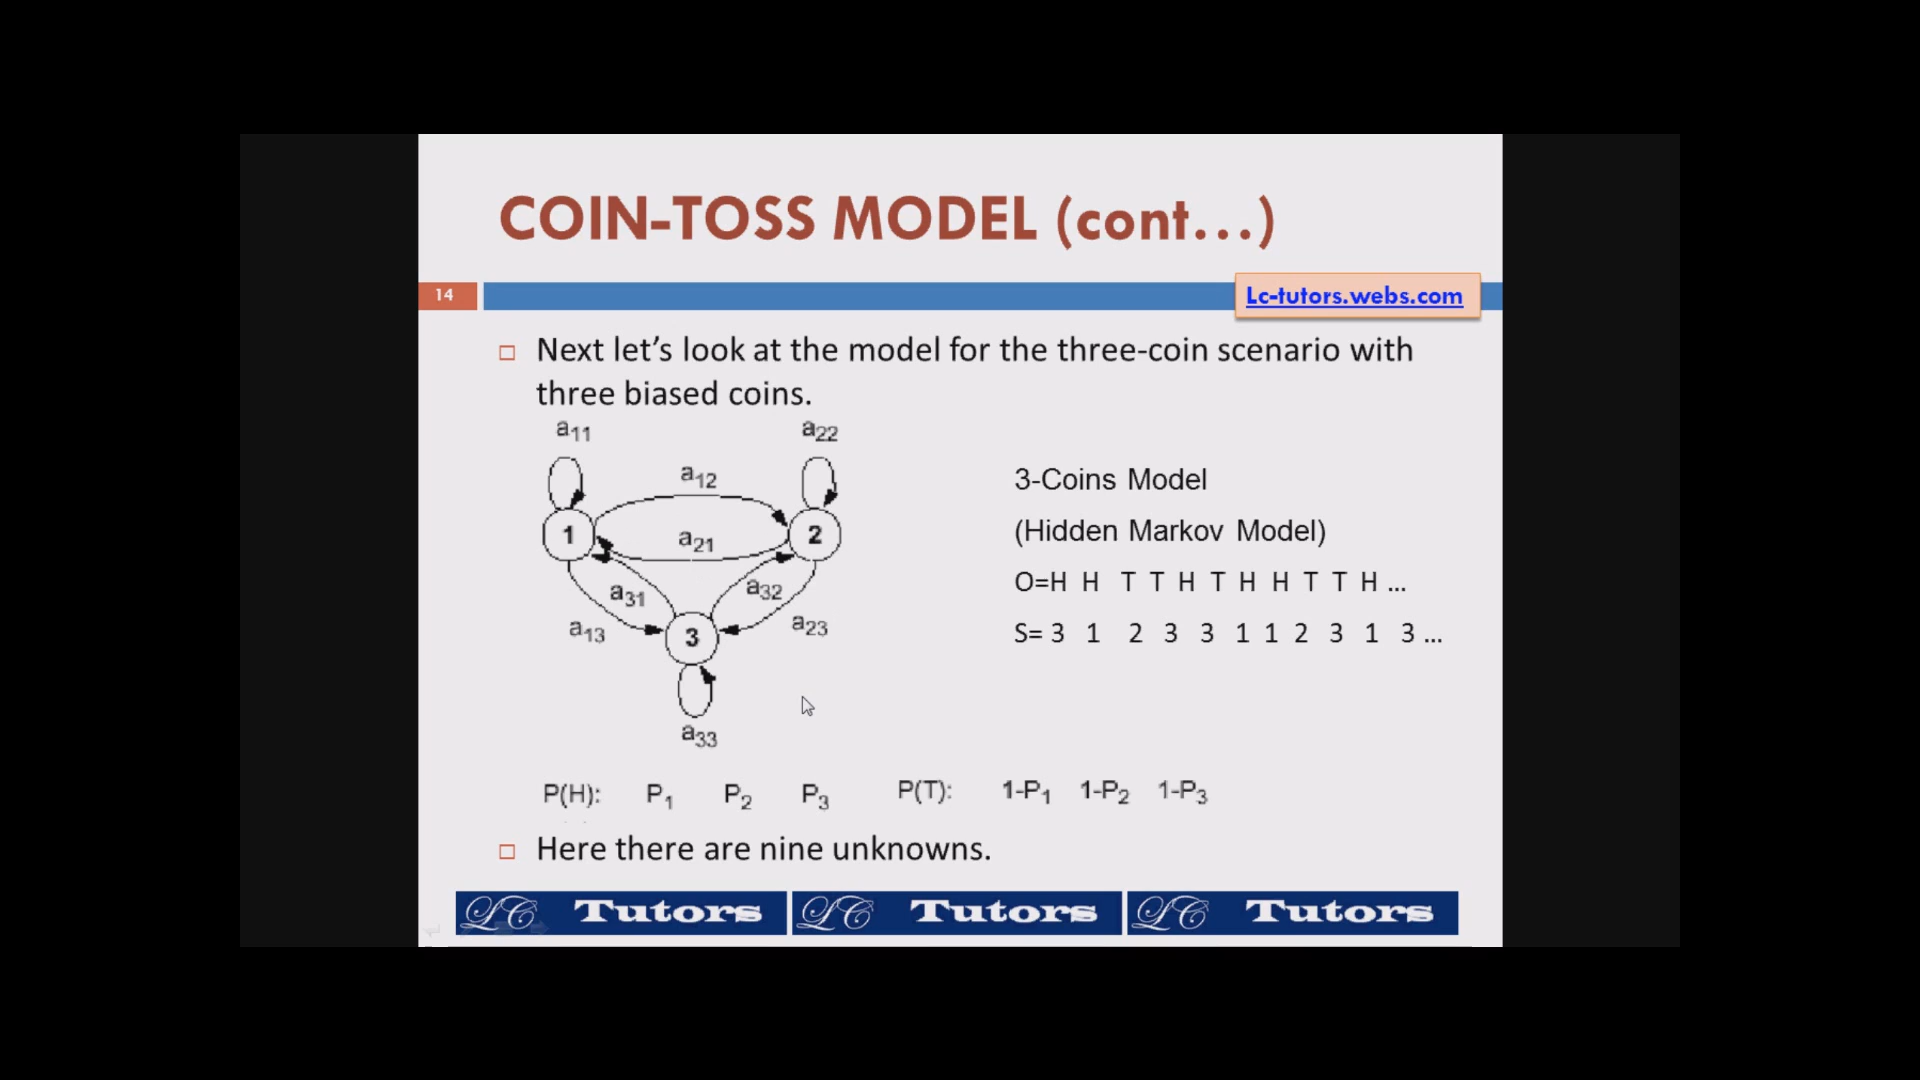 COIN-TOSS MODEL (cont...)
14
Lc-tutors.webs.com
Next let's look at the model for the three-coin scenario with
three biased coins.
a11 a22
a12
1 2
a21
a31 a32
a13 a23
3
a33
3-Coins Model
(Hidden Markov Model)
O=H H T T H T H H T T H ...
S= 3 1 2 3 3 1 1 2 3 1 3 ...
P(H): P1 P2 P3 P(T): 1-P1 1-P2 1-P3
Here there are nine unknowns.
LC Tutors LC Tutors LC Tutors